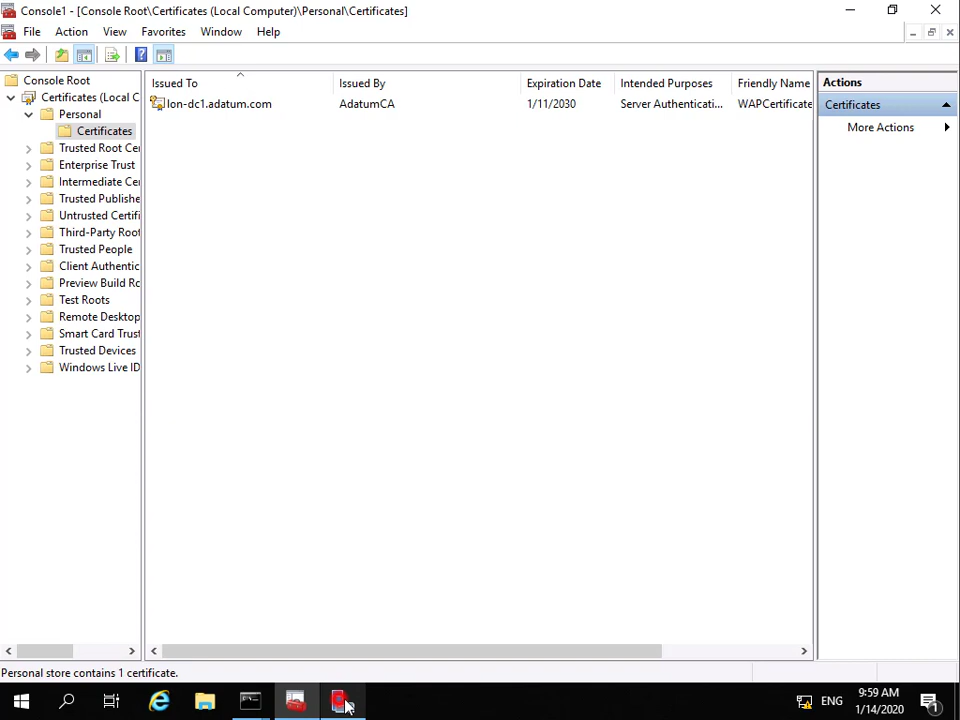 Console1 - [Console Root\Certificates (Local Computer)\Personal\Certificates]
File Action View Favorites Window Help
Console Root
Certificates (Local C
Personal
Certificates
Trusted Root Cer
Enterprise Trust
Intermediate Cer
Trusted Publishe
Untrusted Certifi
Third-Party Root
Trusted People
Client Authentic
Preview Build Ro
Test Roots
Remote Desktop
Smart Card Trust
Trusted Devices
Windows Live ID
Issued To Issued By Expiration Date Intended Purposes Friendly Name
lon-dc1.adatum.com AdatumCA 1/11/2030 Server Authenticati... WAPCertificate
Actions
Certificates
More Actions
Personal store contains 1 certificate.
ENG
9:59 AM
1/14/2020
1